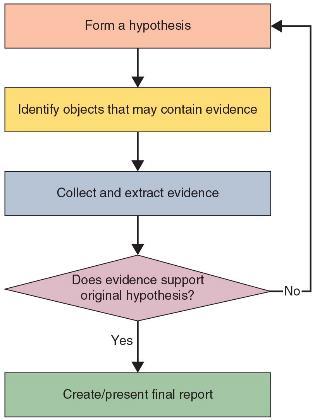 Form a hypothesis
Identify objects that may contain evidence
Collect and extract evidence
Does evidence support
original hypothesis?
No
Yes
Create/present final report